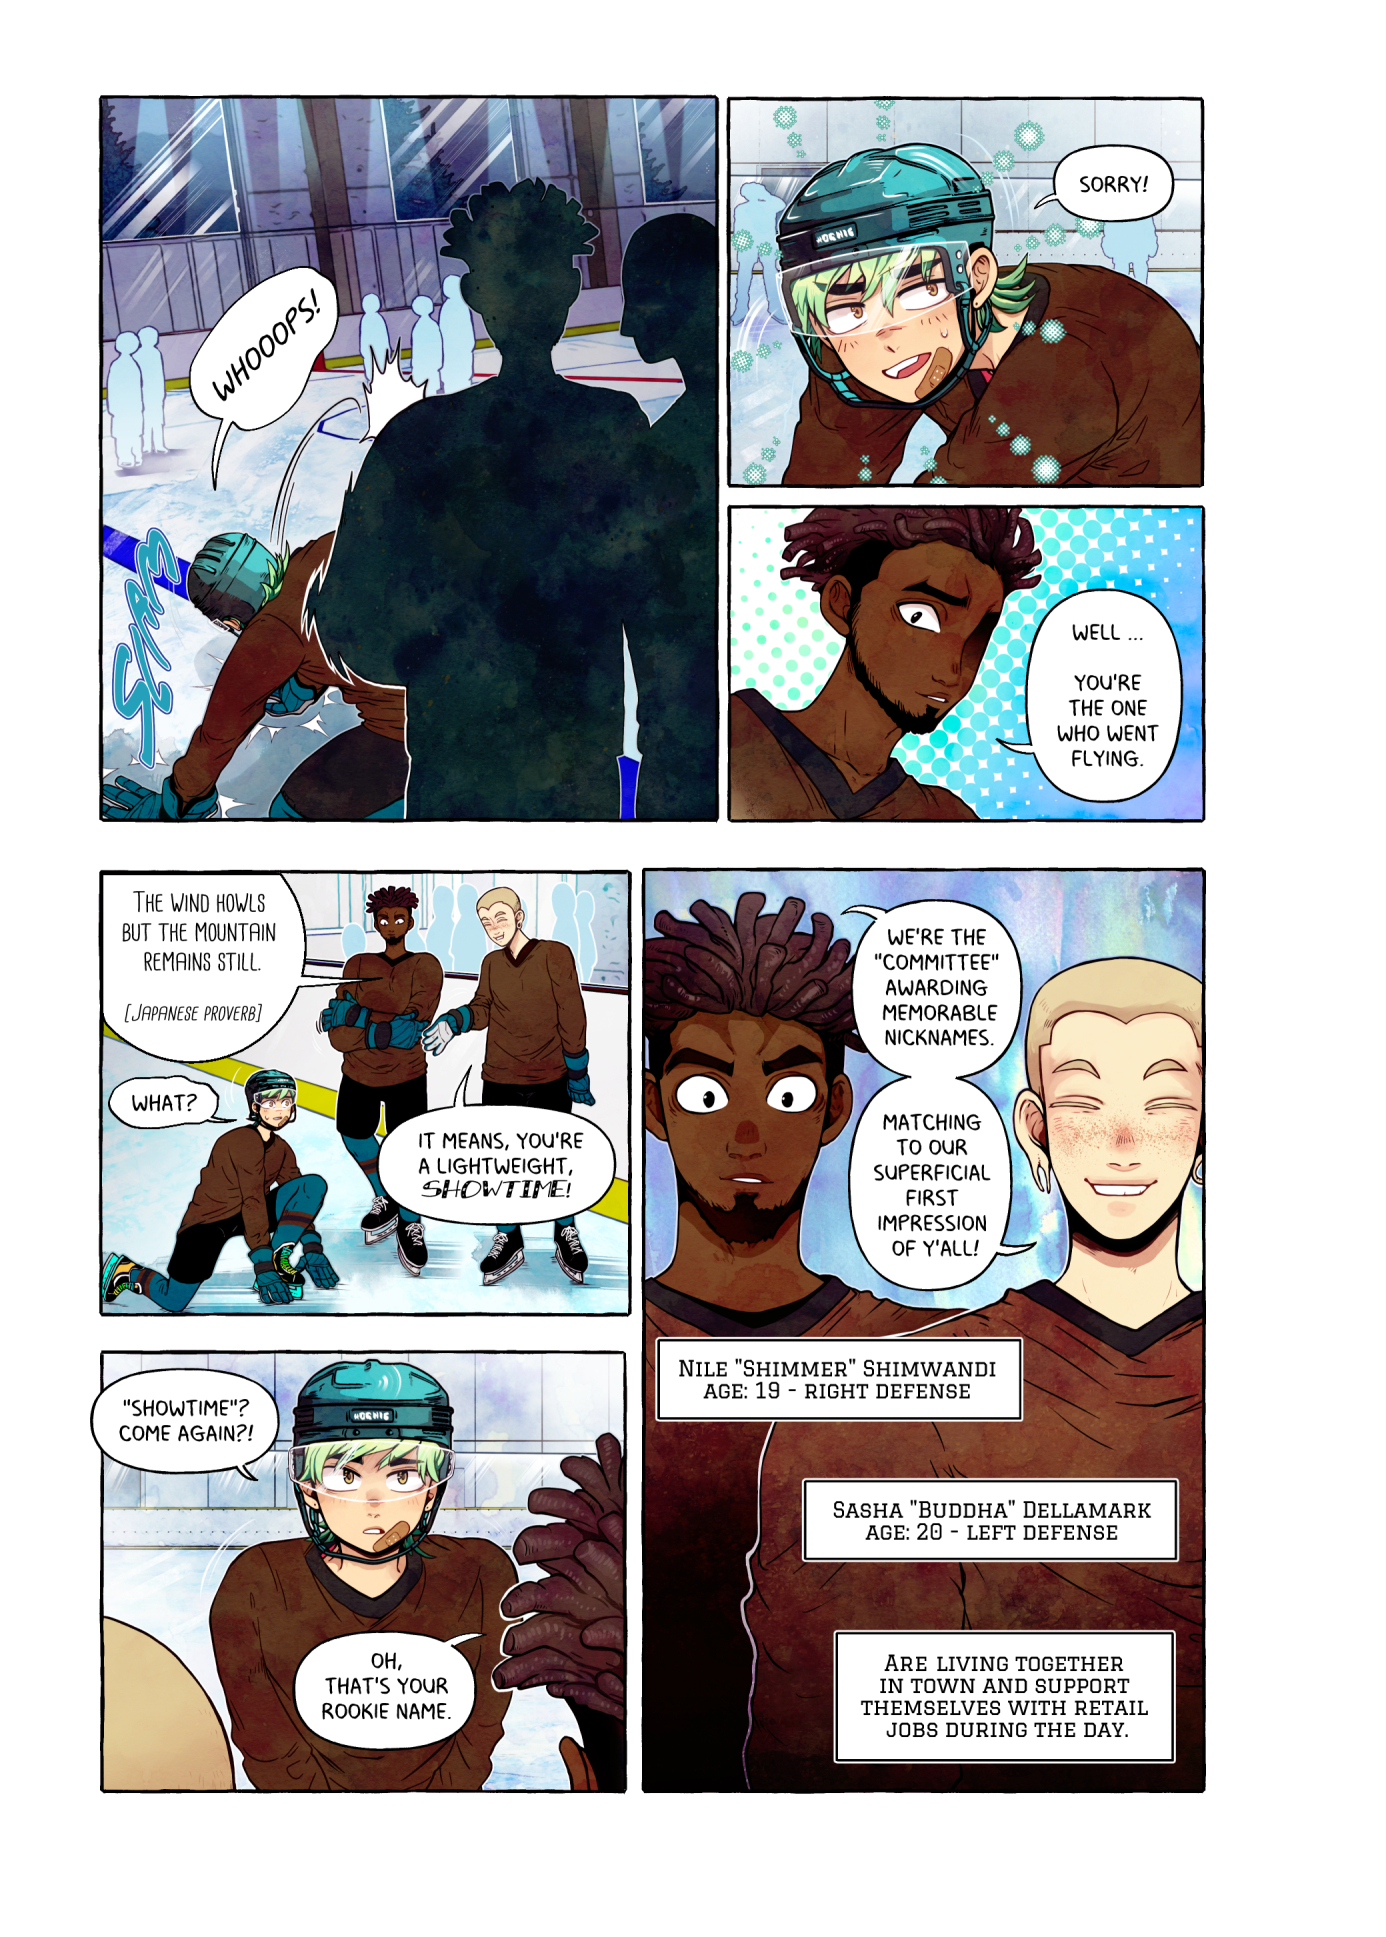 WHOOOPS!
SLAM
SORRY!
HOENIG
WELL ...
YOU'RE
THE ONE
WHO WENT
FLYING.
THE WIND HOWLS
BUT THE MOUNTAIN
REMAINS STILL.
[JAPANESE PROVERB]
WHAT?
IT MEANS, YOU'RE
A LIGHTWEIGHT,
SHOWTIME!
"SHOWTIME"?
COME AGAIN?!
HOENIG
OH,
THAT'S YOUR
ROOKIE NAME.
WE'RE THE
"COMMITTEE"
AWARDING
MEMORABLE
NICKNAMES.
MATCHING
TO OUR
SUPERFICIAL
FIRST
IMPRESSION
OF Y'ALL!
NILE "SHIMMER" SHIMWANDI
AGE: 19 - RIGHT DEFENSE
SASHA "BUDDHA" DELLAMARK
AGE: 20 - LEFT DEFENSE
ARE LIVING TOGETHER
IN TOWN AND SUPPORT
THEMSELVES WITH RETAIL
JOBS DURING THE DAY.